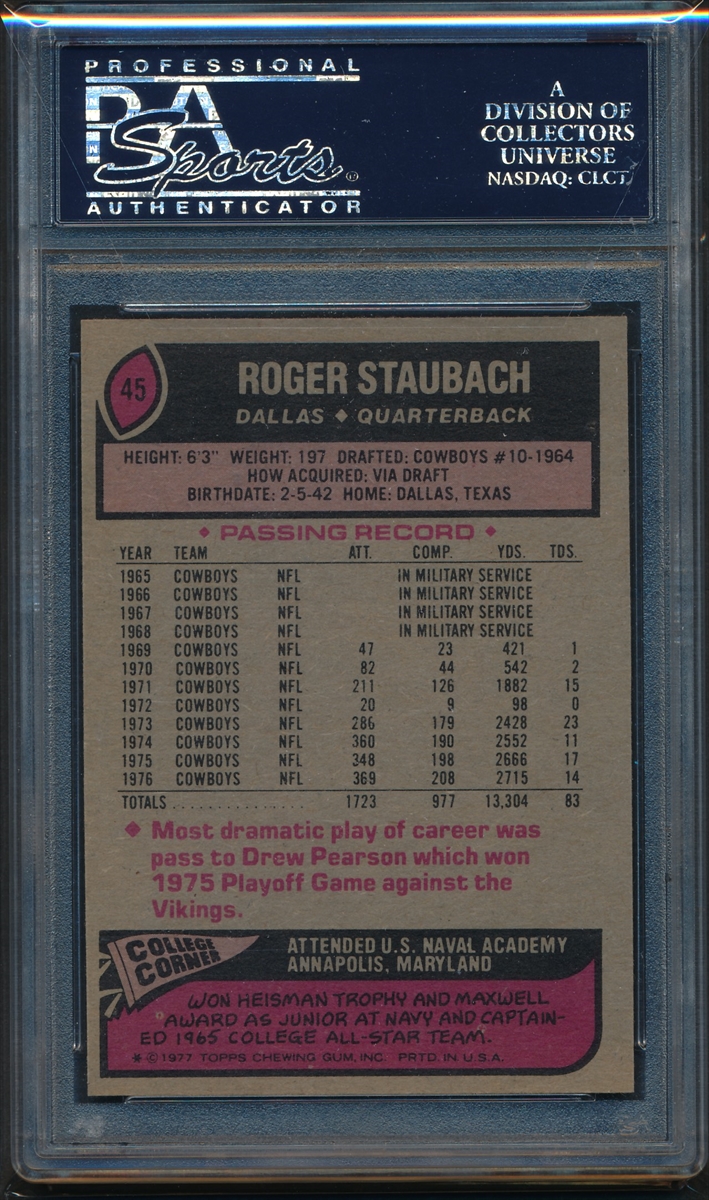 PROFESSIONAL
PSA
Sports®
AUTHENTICATOR
A
DIVISION OF
COLLECTORS
UNIVERSE
NASDAQ: CLCT
45
ROGER STAUBACH
DALLAS ♦ QUARTERBACK
HEIGHT: 6'3" WEIGHT: 197 DRAFTED: COWBOYS #10-1964
HOW ACQUIRED: VIA DRAFT
BIRTHDATE: 2-5-42 HOME: DALLAS, TEXAS
♦ PASSING RECORD ♦
YEAR TEAM ATT. COMP. YDS. TDS.
1965 COWBOYS NFL IN MILITARY SERVICE
1966 COWBOYS NFL IN MILITARY SERVICE
1967 COWBOYS NFL IN MILITARY SERVICE
1968 COWBOYS NFL IN MILITARY SERVICE
1969 COWBOYS NFL 47 23 421 1
1970 COWBOYS NFL 82 44 542 2
1971 COWBOYS NFL 211 126 1882 15
1972 COWBOYS NFL 20 9 98 0
1973 COWBOYS NFL 286 179 2428 23
1974 COWBOYS NFL 360 190 2552 11
1975 COWBOYS NFL 348 198 2666 17
1976 COWBOYS NFL 369 208 2715 14
TOTALS . . . . . . . . . . . . . . . 1723 977 13,304 83
♦ Most dramatic play of career was
pass to Drew Pearson which won
1975 Playoff Game against the
Vikings.
COLLEGE
CORNER
ATTENDED U.S. NAVAL ACADEMY
ANNAPOLIS, MARYLAND
WON HEISMAN TROPHY AND MAXWELL
AWARD AS JUNIOR AT NAVY AND CAPTAIN-
ED 1965 COLLEGE ALL-STAR TEAM.
* © 1977 TOPPS CHEWING GUM, INC. PRTD. IN U.S.A.